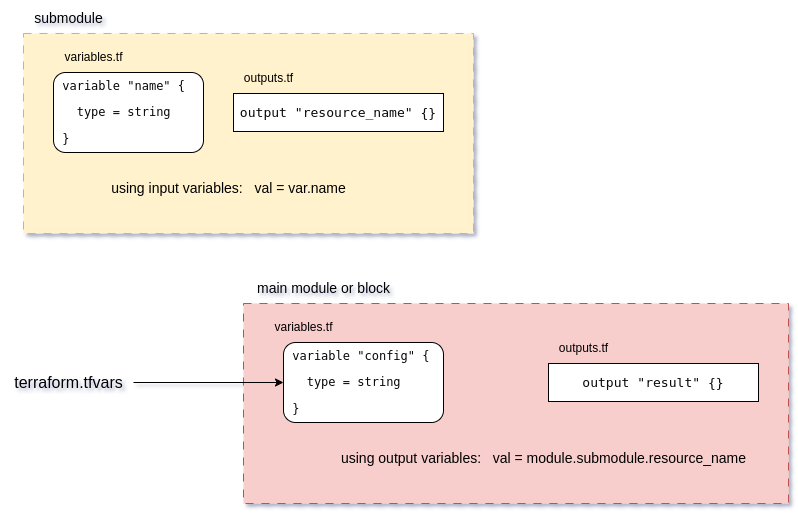 submodule
variables.tf
variable "name" {
type = string
}
outputs.tf
output "resource_name" {}
using input variables: val = var.name
main module or block
variables.tf
variable "config" {
type = string
}
outputs.tf
output "result" {}
terraform.tfvars
using output variables: val = module.submodule.resource_name